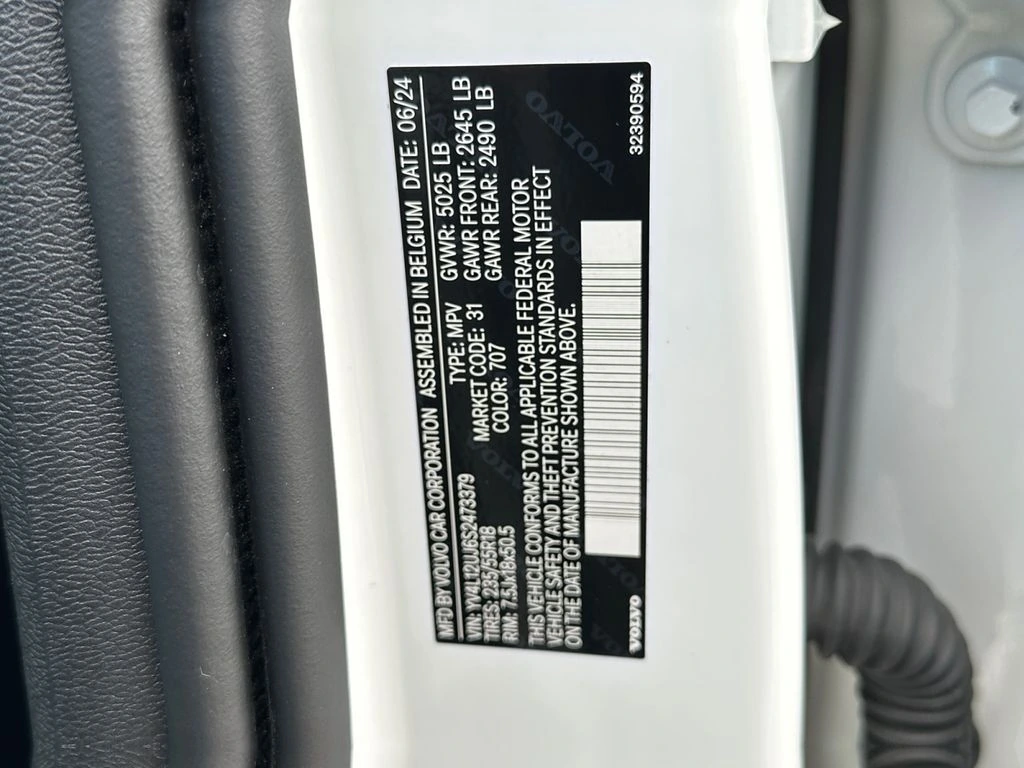 MFD BY VOLVO CAR CORPORATION ASSEMBLED IN BELGIUM DATE: 06/24
VIN: YV4L12UJ6S2473379 TYPE: MPV GVWR: 5025 LB
TIRES: 235/55R18 MARKET CODE: 31 GAWR FRONT: 2645 LB
RIM: 7.5Jx18x50.5 COLOR: 707 GAWR REAR: 2490 LB
THIS VEHICLE CONFORMS TO ALL APPLICABLE FEDERAL MOTOR
VEHICLE SAFETY AND THEFT PREVENTION STANDARDS IN EFFECT
ON THE DATE OF MANUFACTURE SHOWN ABOVE.
VOLVO 32390594